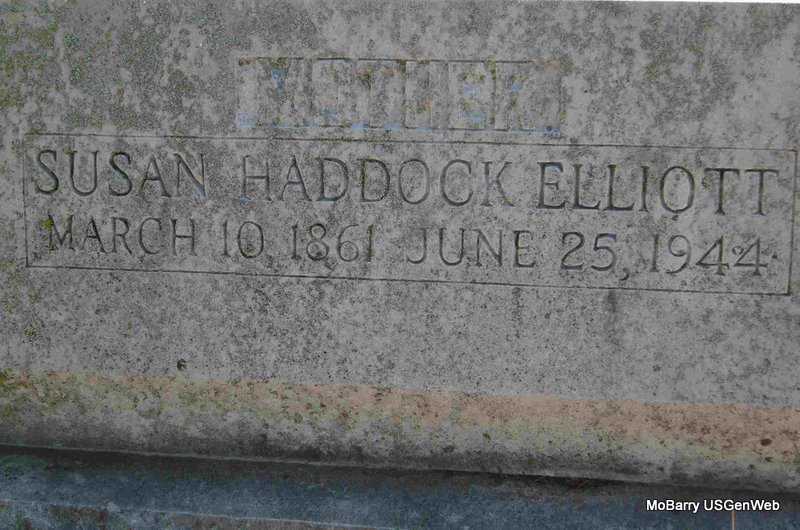 MOTHER
SUSAN HADDOCK ELLIOTT
MARCH 10, 1861 JUNE 25, 1944
MoBarry USGenWeb